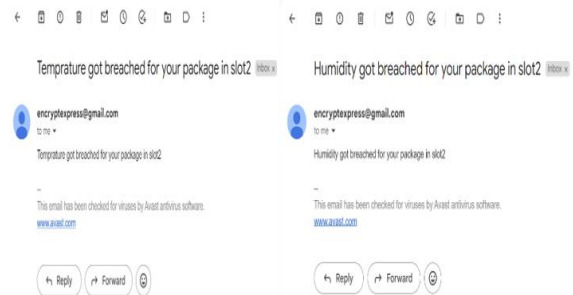 Temprature got breached for your package in slot2 Inbox x
encryptexpress@gmail.com
to me
Temprature got breached for your package in slot2
--
This email has been checked for viruses by Avast antivirus software.
www.avast.com
Reply Forward
Humidity got breached for your package in slot2 Inbox x
encryptexpress@gmail.com
to me
Humidity got breached for your package in slot2
--
This email has been checked for viruses by Avast antivirus software.
www.avast.com
Reply Forward